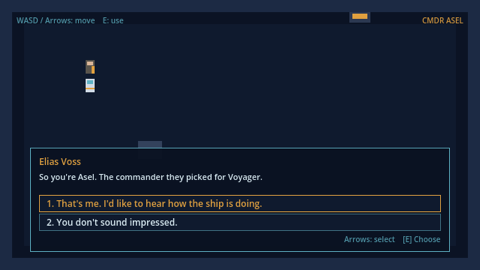 WASD / Arrows: move   E: use
CMDR ASEL
Elias Voss
So you're Asel. The commander they picked for Voyager.
1. That's me. I'd like to hear how the ship is doing.
2. You don't sound impressed.
Arrows: select   [E] Choose